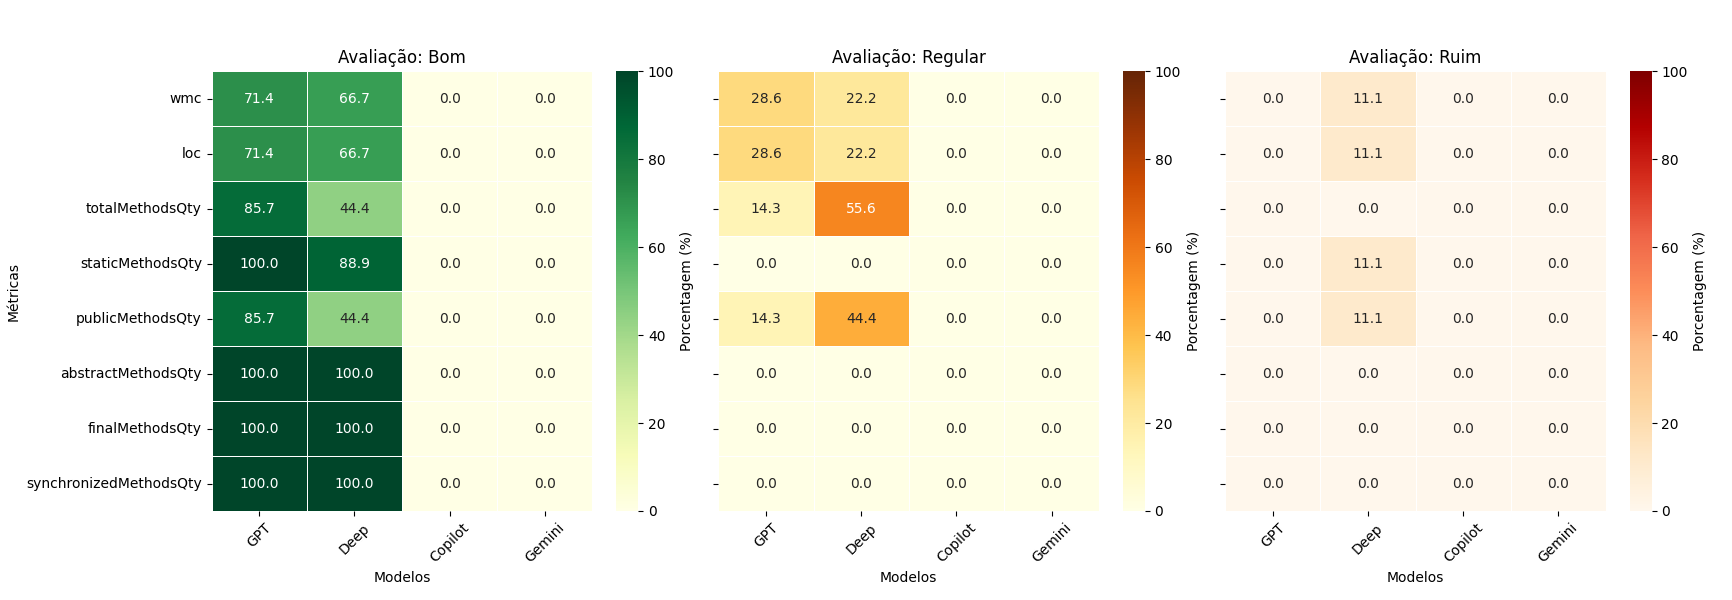 Avaliação: Bom
Avaliação: Regular
Avaliação: Ruim
Métricas
wmc 71.4 66.7 0.0 0.0 28.6 22.2 0.0 0.0 0.0 11.1 0.0 0.0
loc 71.4 66.7 0.0 0.0 28.6 22.2 0.0 0.0 0.0 11.1 0.0 0.0
totalMethodsQty 85.7 44.4 0.0 0.0 14.3 55.6 0.0 0.0 0.0 0.0 0.0 0.0
staticMethodsQty 100.0 88.9 0.0 0.0 0.0 0.0 0.0 0.0 0.0 11.1 0.0 0.0
publicMethodsQty 85.7 44.4 0.0 0.0 14.3 44.4 0.0 0.0 0.0 11.1 0.0 0.0
abstractMethodsQty 100.0 100.0 0.0 0.0 0.0 0.0 0.0 0.0 0.0 0.0 0.0 0.0
finalMethodsQty 100.0 100.0 0.0 0.0 0.0 0.0 0.0 0.0 0.0 0.0 0.0 0.0
synchronizedMethodsQty 100.0 100.0 0.0 0.0 0.0 0.0 0.0 0.0 0.0 0.0 0.0 0.0
100 100 100
80 80 80
60 60 60
40 40 40
20 20 20
0 0 0
Porcentagem (%)
Porcentagem (%)
Porcentagem (%)
GPT Deep Copilot Gemini GPT Deep Copilot Gemini GPT Deep Copilot Gemini
Modelos
Modelos
Modelos